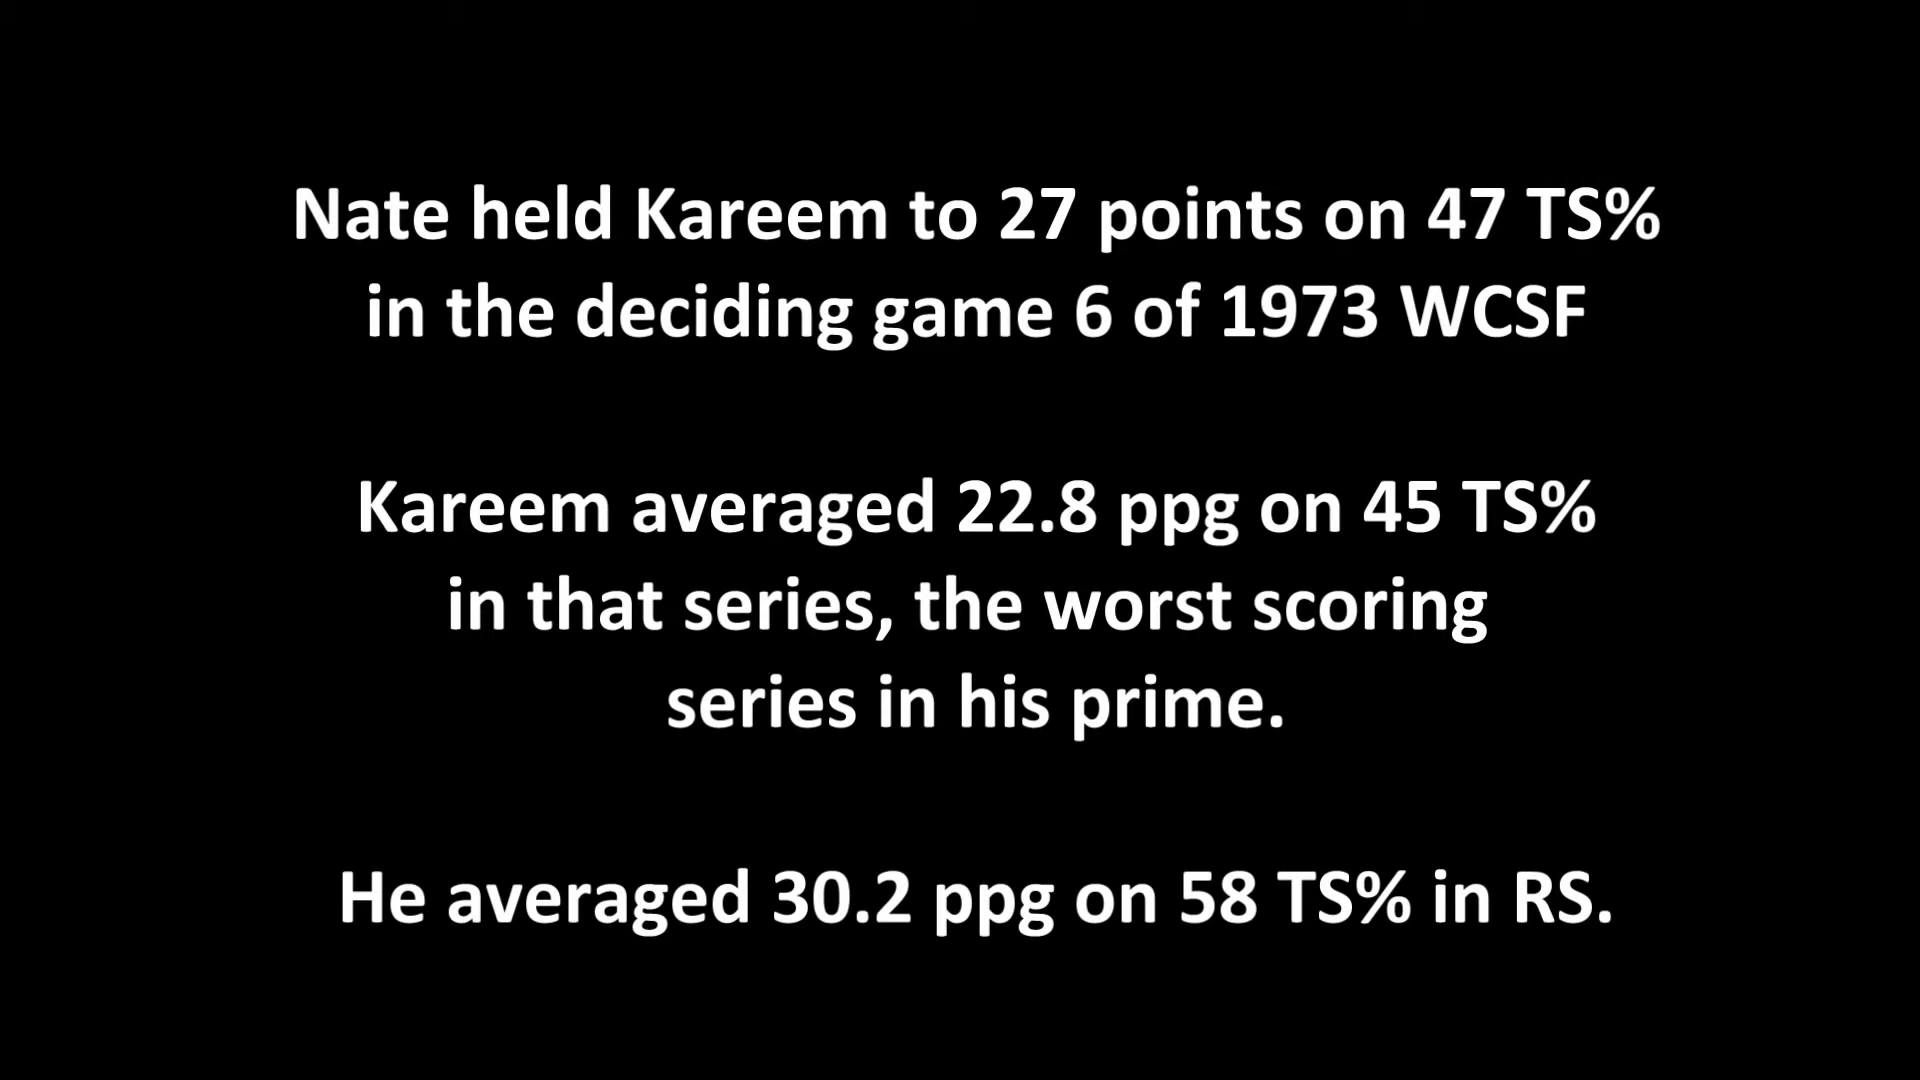 Nate held Kareem to 27 points on 47 TS%
in the deciding game 6 of 1973 WCSF
Kareem averaged 22.8 ppg on 45 TS%
in that series, the worst scoring
series in his prime.
He averaged 30.2 ppg on 58 TS% in RS.